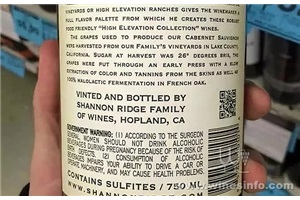 VINEYARDS OR HIGH ELEVATION RANCHES GIVES THE WINEMAKER A
FULL FLAVOR PALETTE FROM WHICH HE CREATES THESE ROBUST
FOOD FRIENDLY "HIGH ELEVATION COLLECTION" WINES.
THE GRAPES USED TO PRODUCE OUR CABERNET SAUVIGNON
WERE HARVESTED FROM OUR FAMILY'S VINEYARDS IN LAKE COUNTY,
CALIFORNIA. SUGAR AT HARVEST WAS 26° DEGREES BRIX, THE
GRAPES WERE PUT THROUGH AN EARLY PRESS WITH A SLOW
EXTRACTION OF COLOR AND TANNINS FROM THE SKINS AS WELL AS
100% MALOLACTIC FERMENTATION IN FRENCH OAK.
VINTED AND BOTTLED BY
SHANNON RIDGE FAMILY
OF WINES, HOPLAND, CA
GOVERNMENT WARNING: (1) ACCORDING TO THE SURGEON
GENERAL, WOMEN SHOULD NOT DRINK ALCOHOLIC
BEVERAGES DURING PREGNANCY BECAUSE OF THE RISK OF
BIRTH DEFECTS. (2) CONSUMPTION OF ALCOHOLIC
BEVERAGES IMPAIRS YOUR ABILITY TO DRIVE A CAR OR
MACHINERY, AND MAY CAUSE HEALTH PROBLEMS.
CONTAINS SULFITES / 750